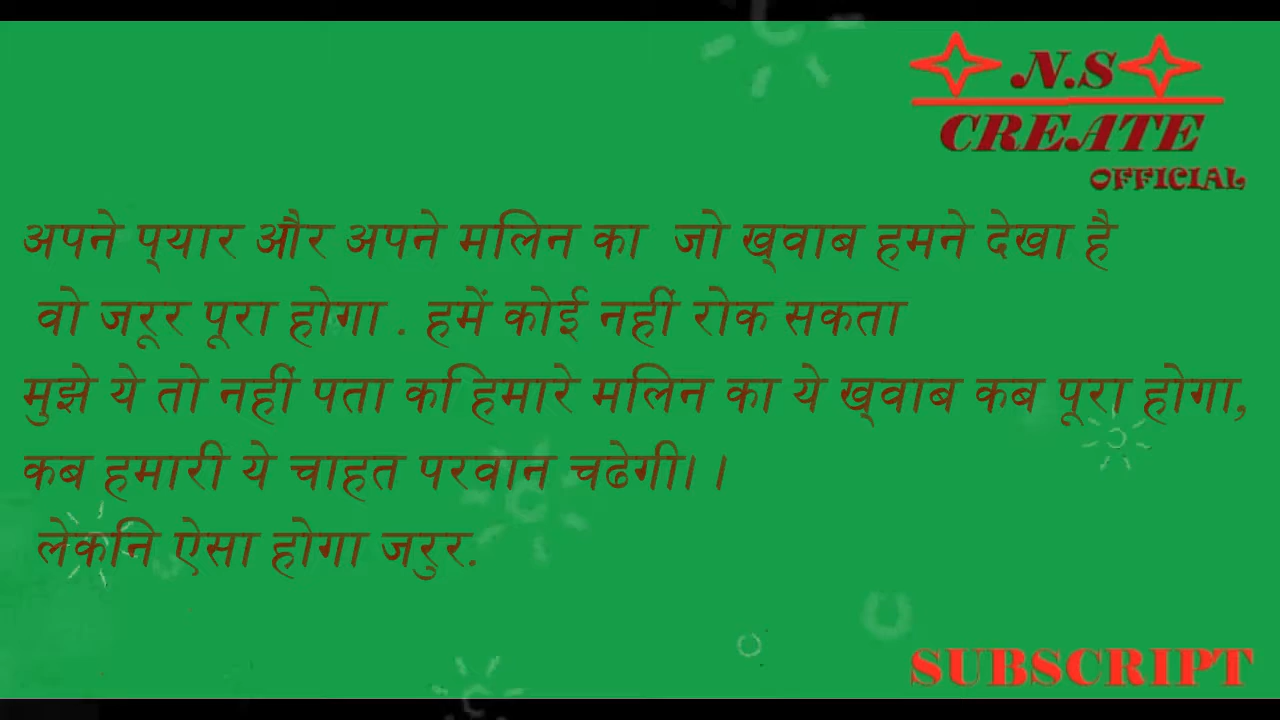 N.S
CREATE
OFFICIAL
अपने प्यार और अपने मलिन का जो ख्वाब हमने देखा है
वो जरूर पूरा होगा . हमें कोई नहीं रोक सकता
मुझे ये तो नहीं पता कि हमारे मलिन का ये ख्वाब कब पूरा होगा,
कब हमारी ये चाहत परवान चढेगी। ।
लेकनि ऐसा होगा जरुर.
SUBSCRIPT